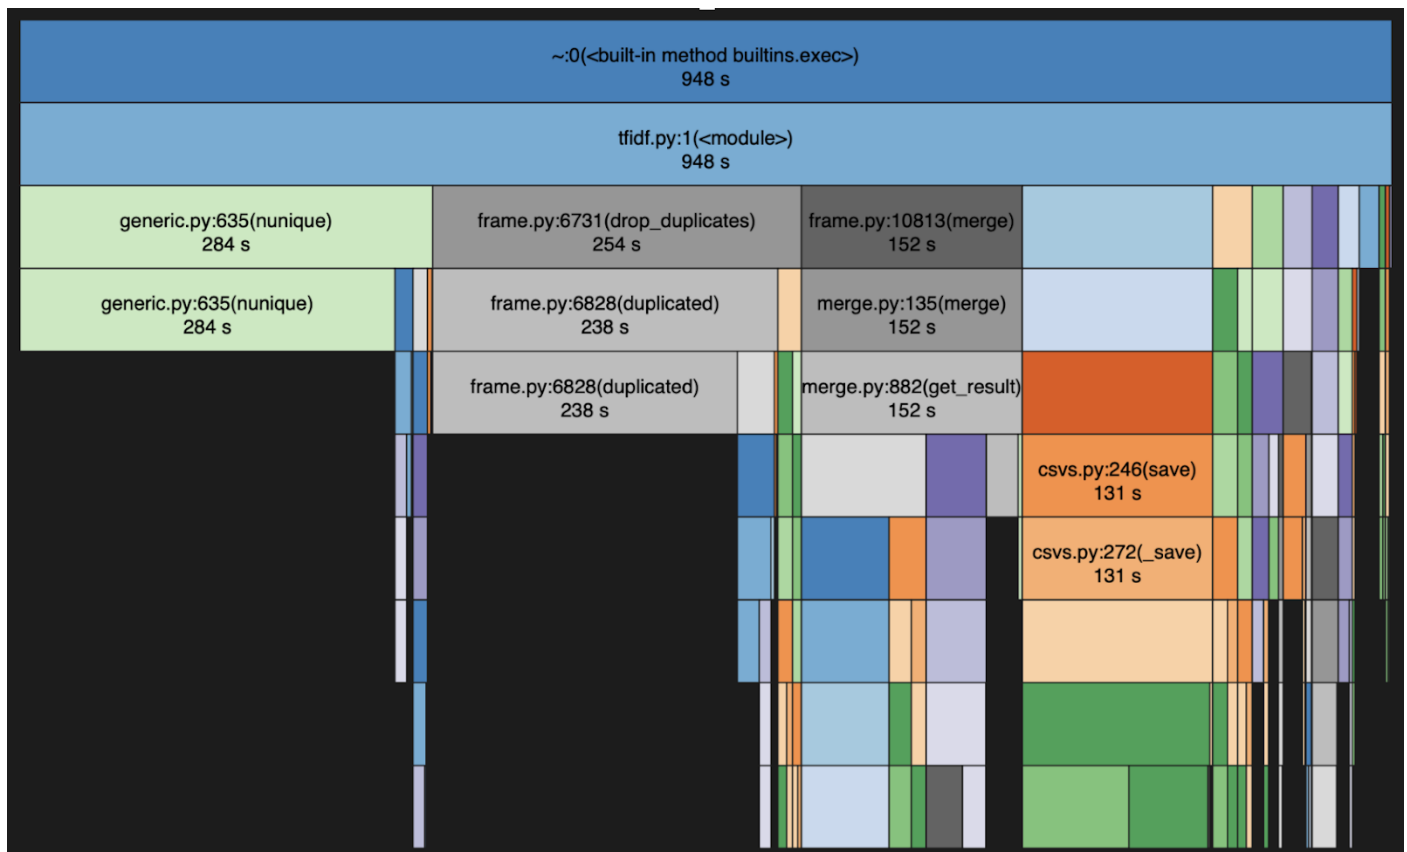 ~:0(<built-in method builtins.exec>)
948 s
tfidf.py:1(<module>)
948 s
generic.py:635(nunique)
284 s
frame.py:6731(drop_duplicates)
254 s
frame.py:10813(merge)
152 s
generic.py:635(nunique)
284 s
frame.py:6828(duplicated)
238 s
merge.py:135(merge)
152 s
frame.py:6828(duplicated)
238 s
merge.py:882(get_result)
152 s
csvs.py:246(save)
131 s
csvs.py:272(_save)
131 s